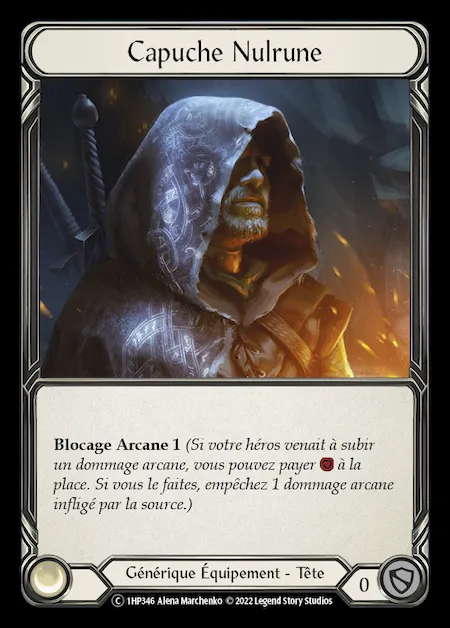 Capuche Nulrune
Blocage Arcane 1 (Si votre héros venait à subir
un dommage arcane, vous pouvez payer à la
place. Si vous le faites, empêchez 1 dommage arcane
infligé par la source.)
Générique Équipement - Tête
0
C 1HP346 Alena Marchenko © 2022 Legend Story Studios